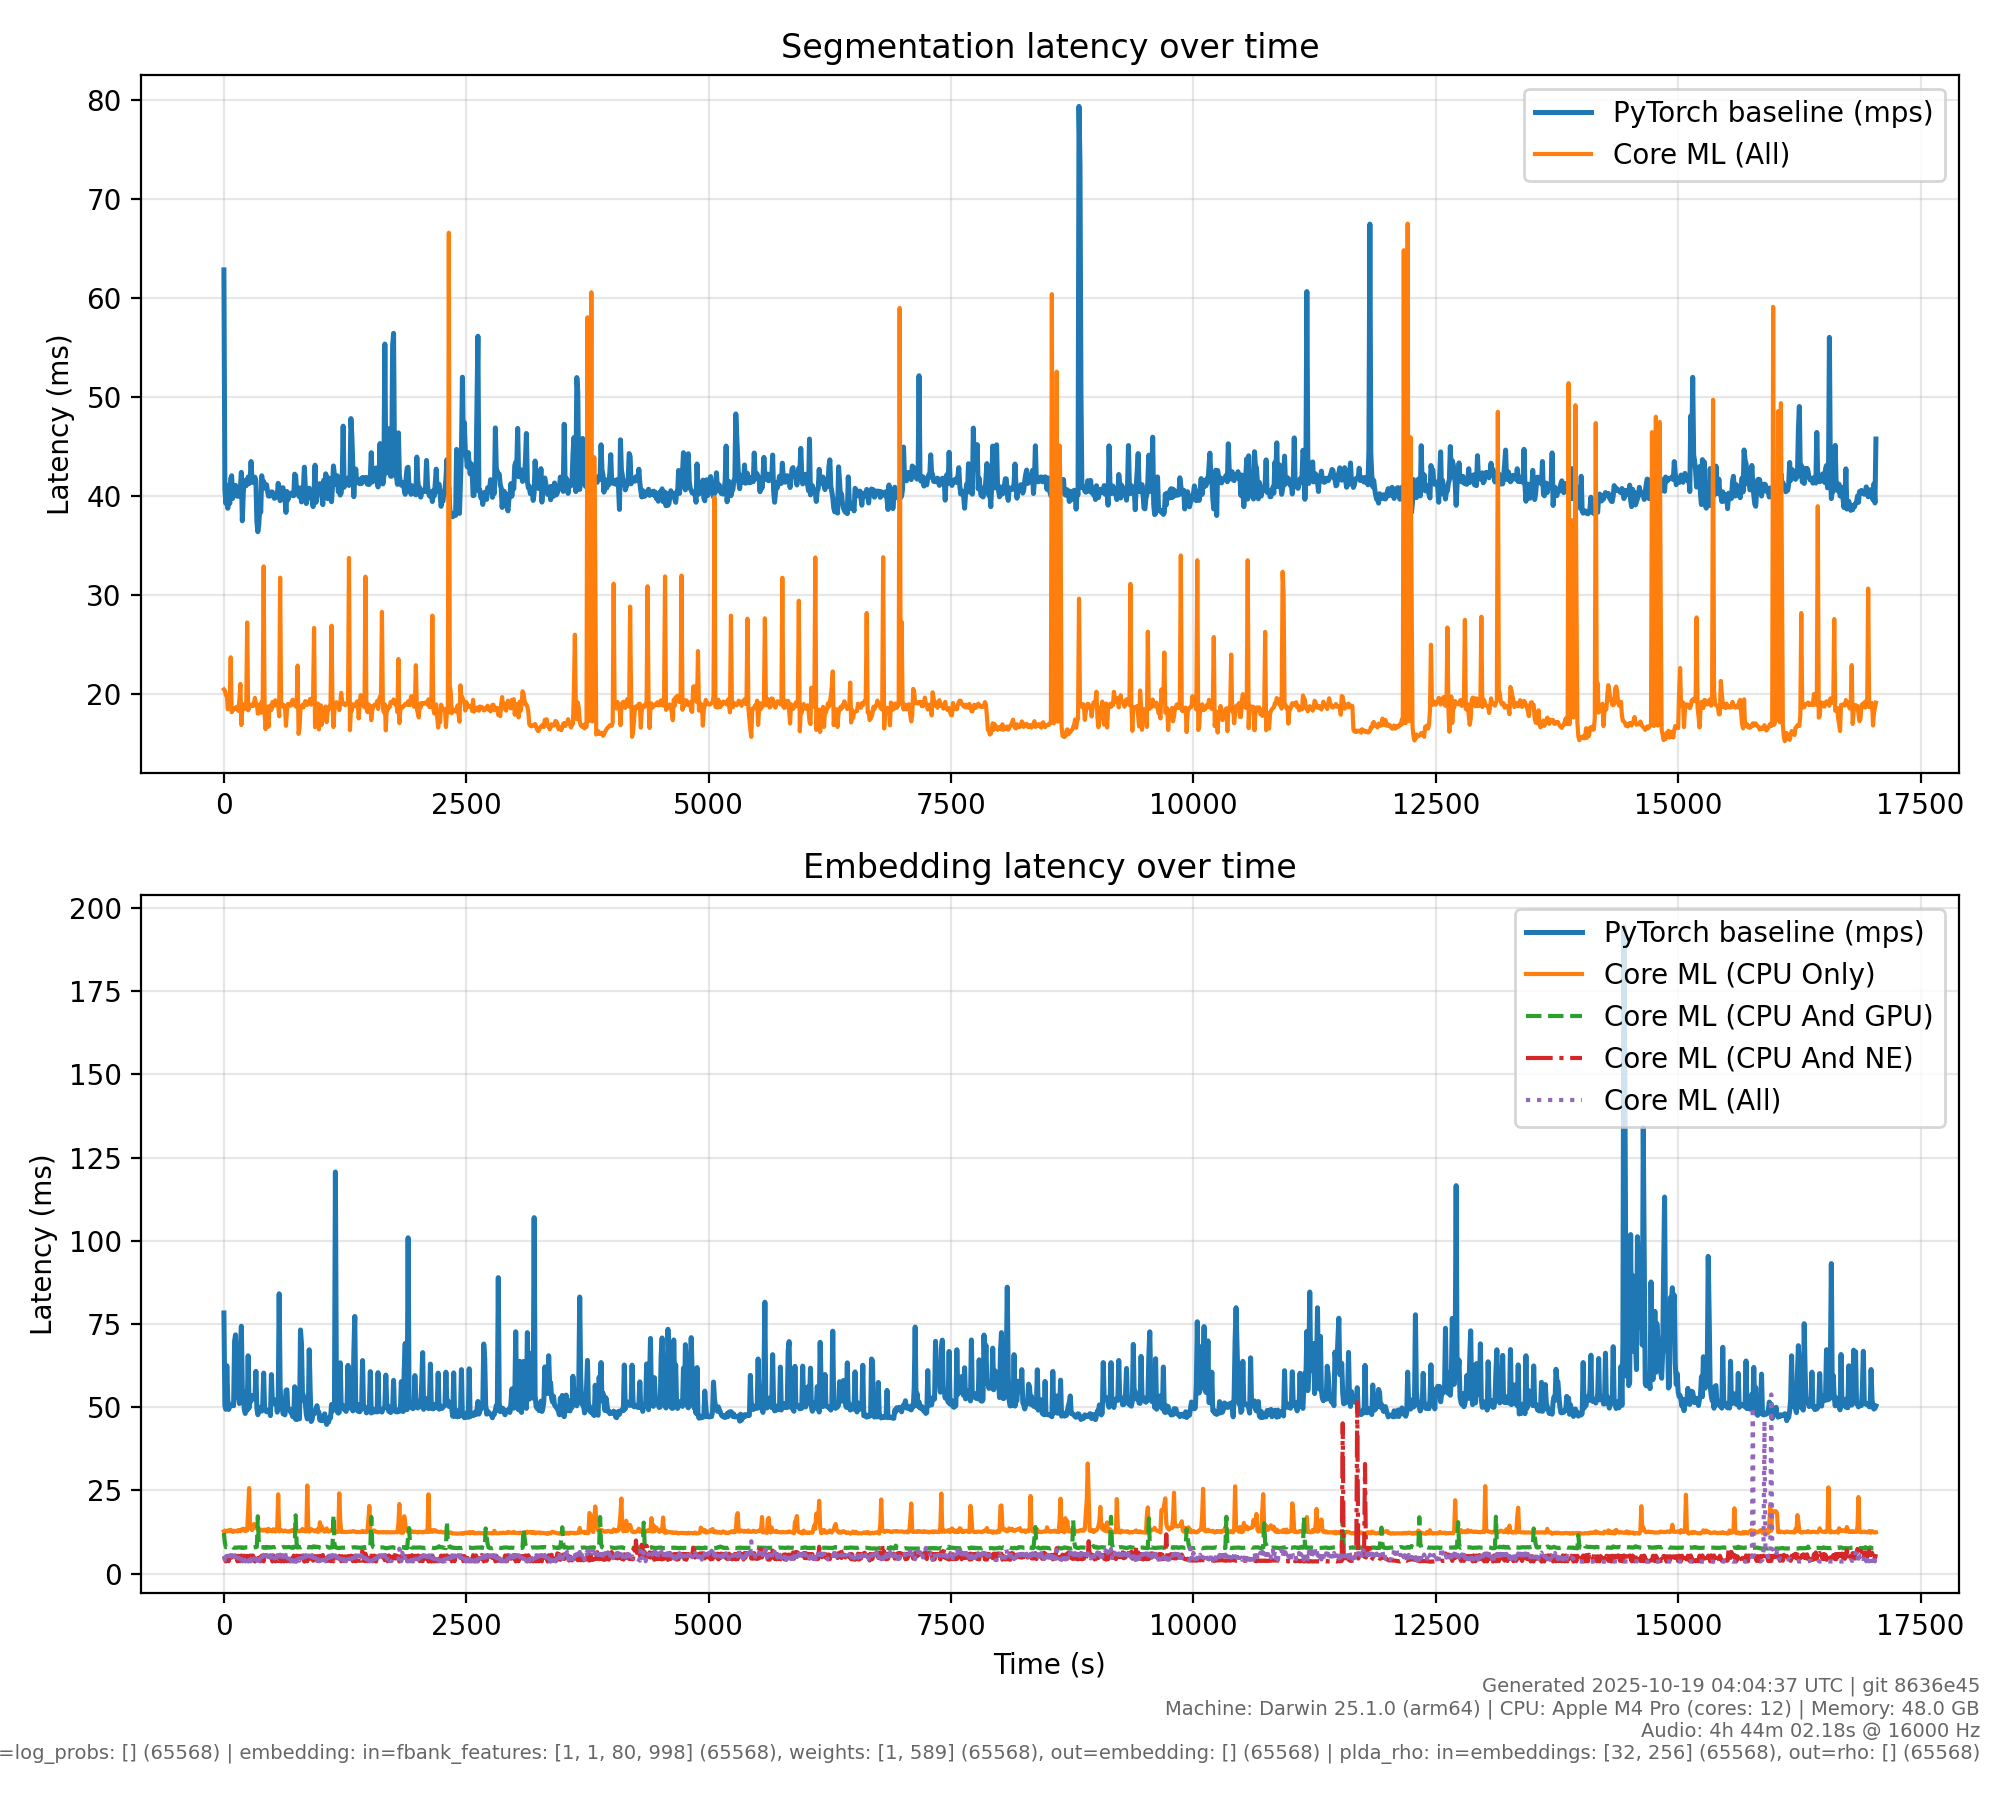 Segmentation latency over time
80
70
60
50
40
30
20
Latency (ms)
PyTorch baseline (mps)
Core ML (All)
0 2500 5000 7500 10000 12500 15000 17500
Embedding latency over time
200
175
150
125
100
75
50
25
0
Latency (ms)
PyTorch baseline (mps)
Core ML (CPU Only)
Core ML (CPU And GPU)
Core ML (CPU And NE)
Core ML (All)
0 2500 5000 7500 10000 12500 15000 17500
Time (s)
Generated 2025-10-19 04:04:37 UTC | git 8636e45
Machine: Darwin 25.1.0 (arm64) | CPU: Apple M4 Pro (cores: 12) | Memory: 48.0 GB
Audio: 4h 44m 02.18s @ 16000 Hz
=log_probs: [] (65568) | embedding: in=fbank_features: [1, 1, 80, 998] (65568), weights: [1, 589] (65568), out=embedding: [] (65568) | plda_rho: in=embeddings: [32, 256] (65568), out=rho: [] (65568)